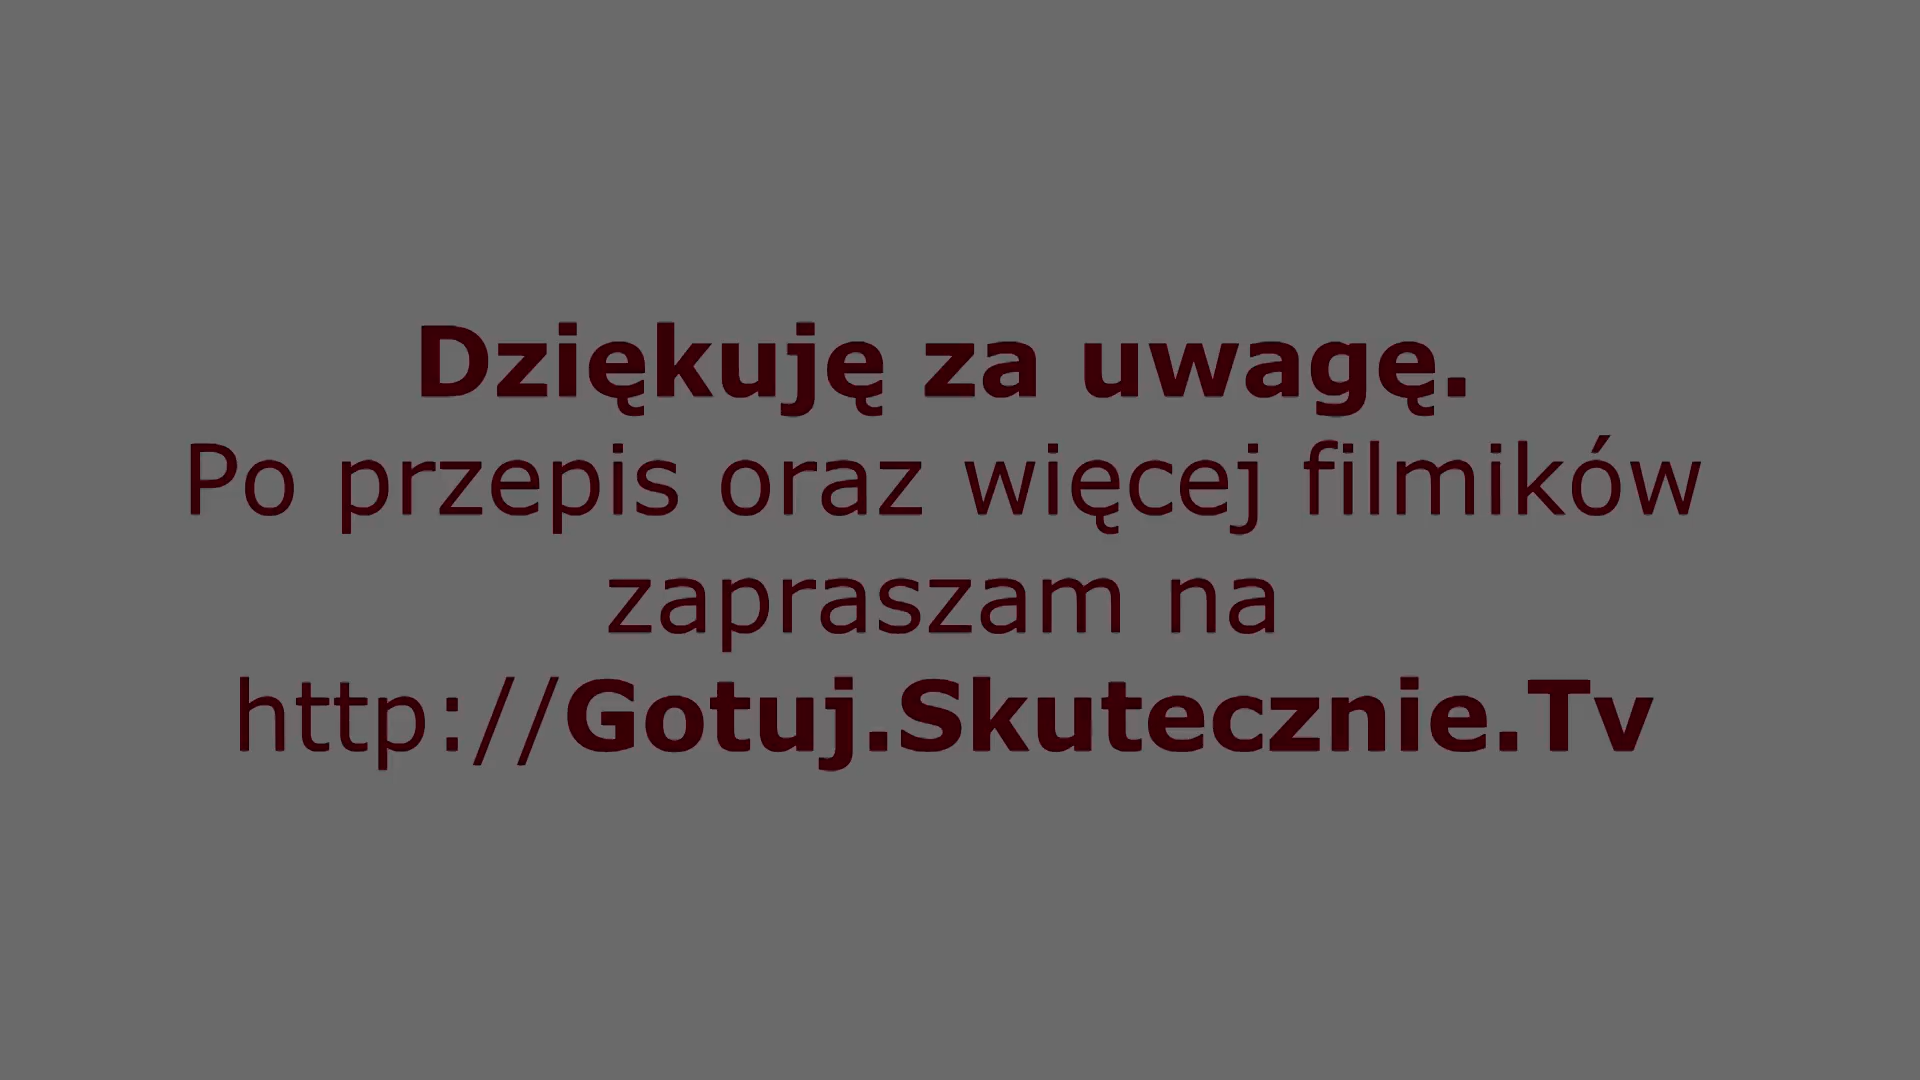 Dziękuję za uwagę.
Po przepis oraz więcej filmików
zapraszam na
http://Gotuj.Skutecznie.Tv